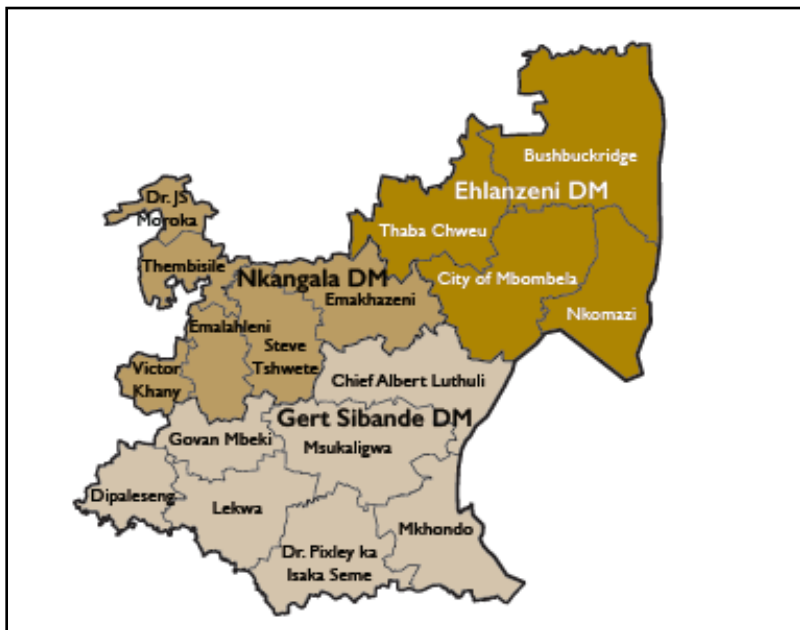 Bushbuckridge
Ehlanzeni DM
Dr. JS
Moroka
Thaba Chweu
Thembisile
Nkangala DM
City of Mbombela
Emakhazeni
Nkomazi
Emalahleni
Steve
Tshwete
Victor
Khany
Chief Albert Luthuli
Gert Sibande DM
Govan Mbeki
Msukaligwa
Dipaleseng
Lekwa
Mkhondo
Dr. Pixley ka
Isaka Seme